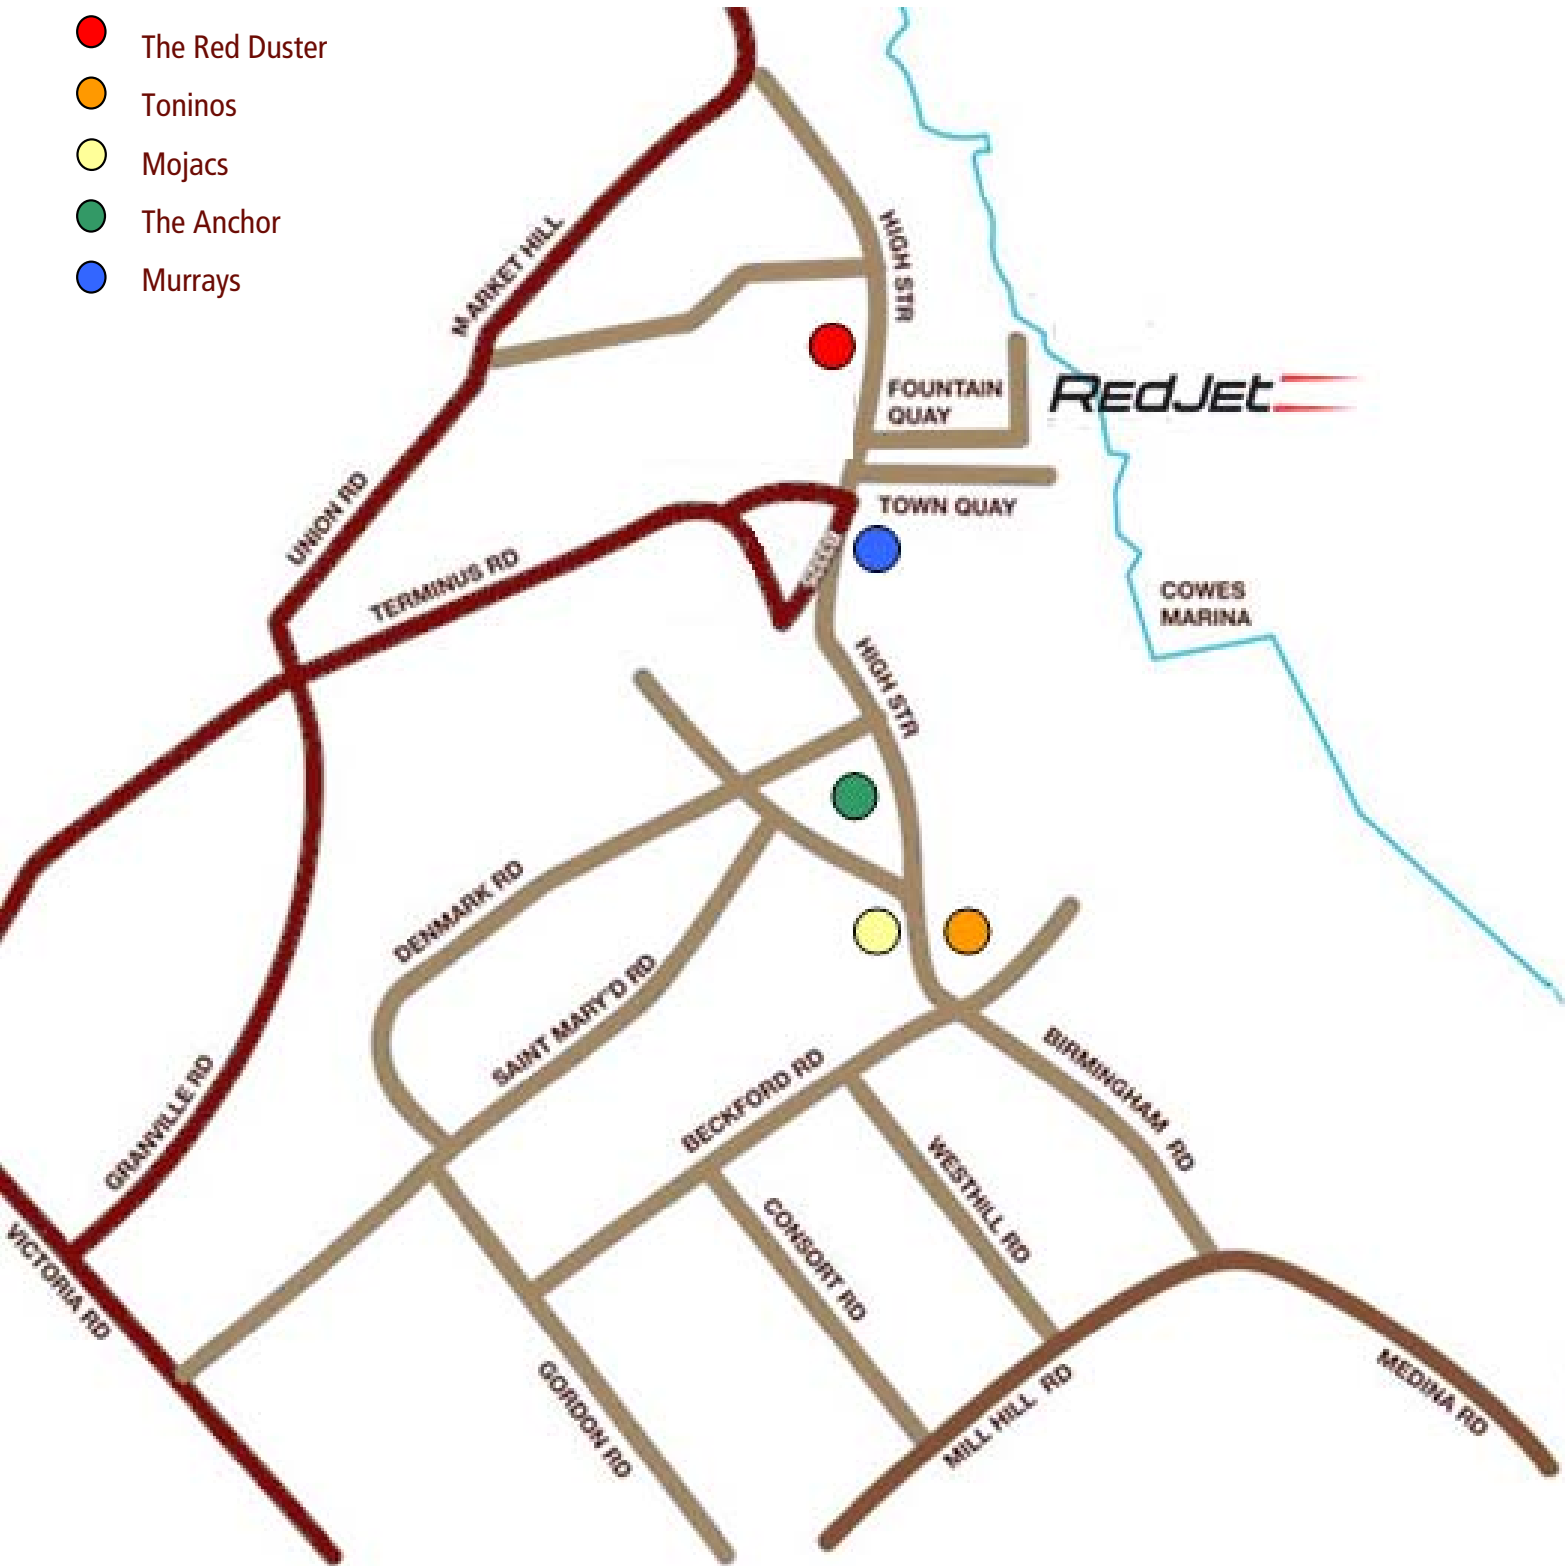 The Red Duster
Toninos
Mojacs
The Anchor
Murrays
MARKET HILL
HIGH STR
FOUNTAIN
QUAY
RedJet
UNION RD
TOWN QUAY
TERMINUS RD
COWES
MARINA
HIGH STR
DENMARK RD
SAINT MARY'D RD
GRANVILLE RD
BECKFORD RD
BIRMINGHAM RD
WESTHILL RD
CONSORT RD
VICTORIA RD
GORDON RD
MILL HILL RD
MEDINA RD